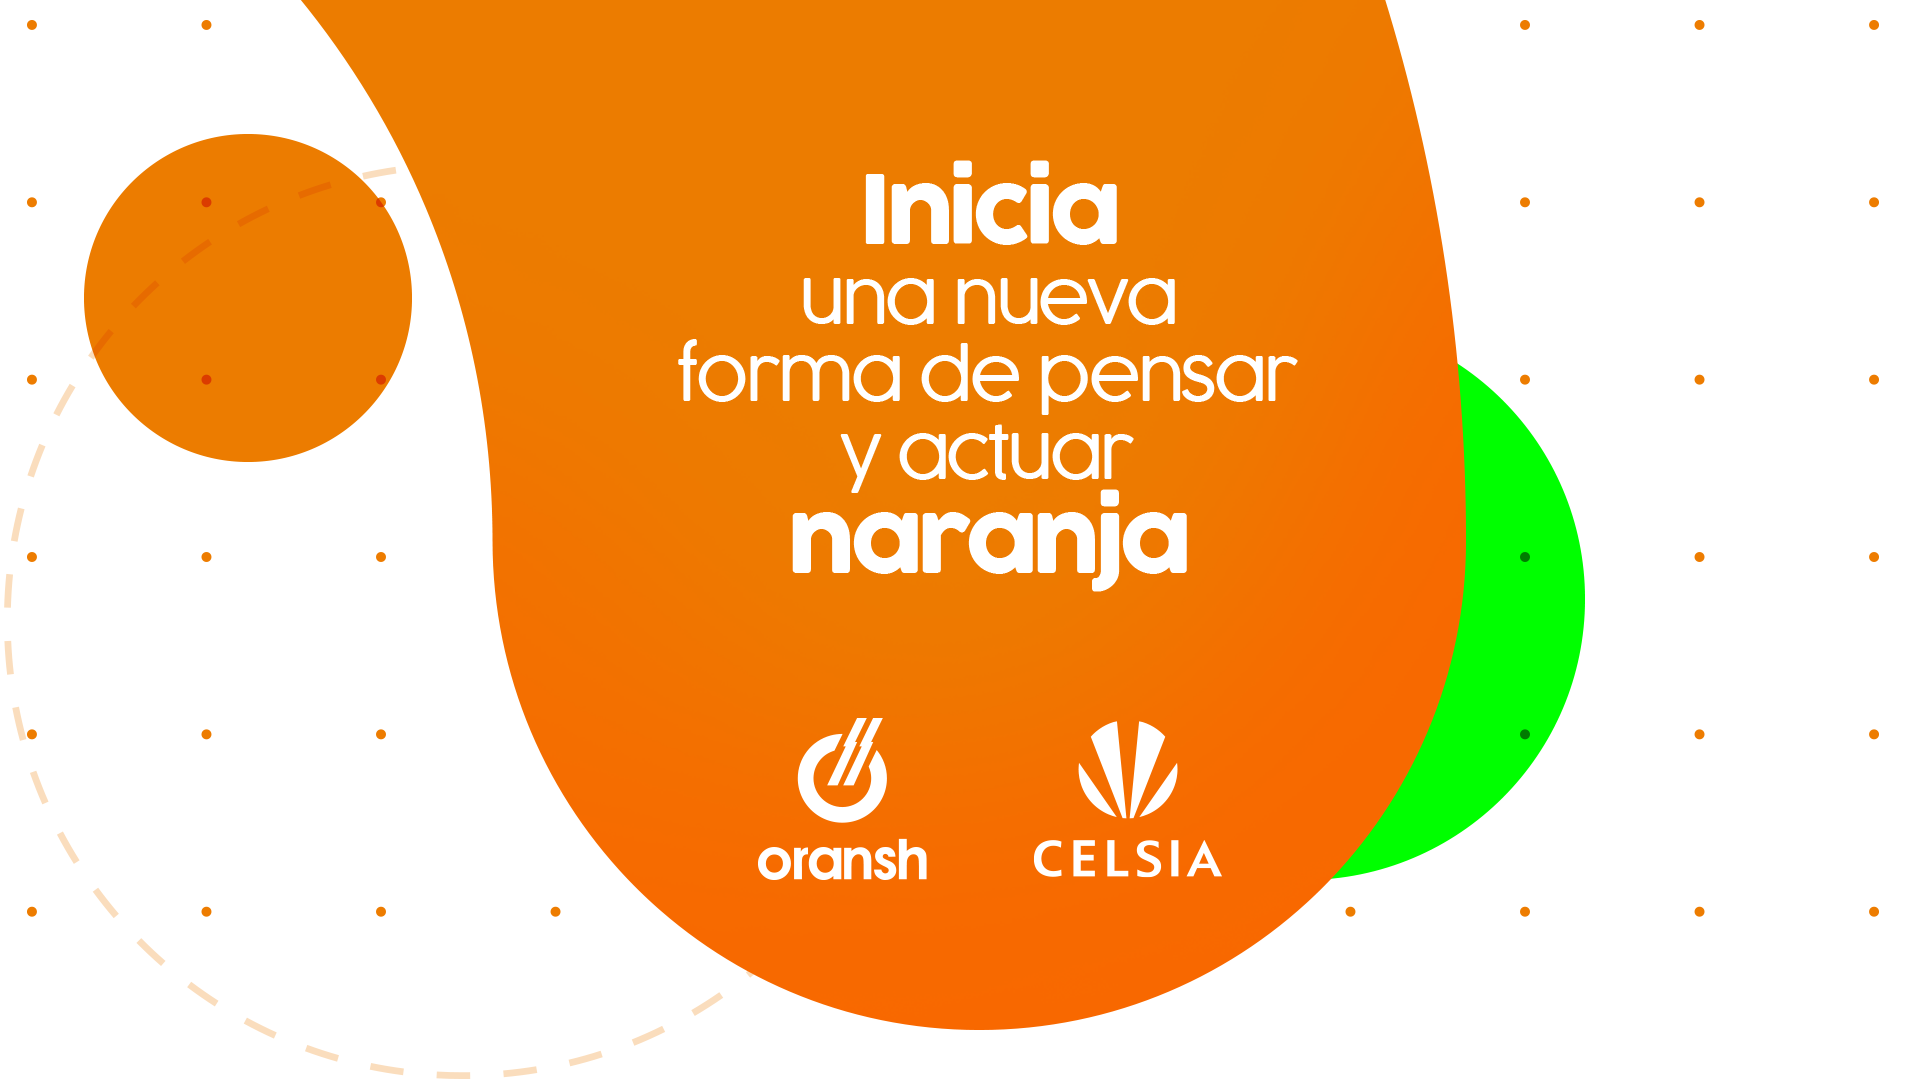 Inicia
una nueva
forma de pensar
y actuar
naranja
oransh
CELSIA